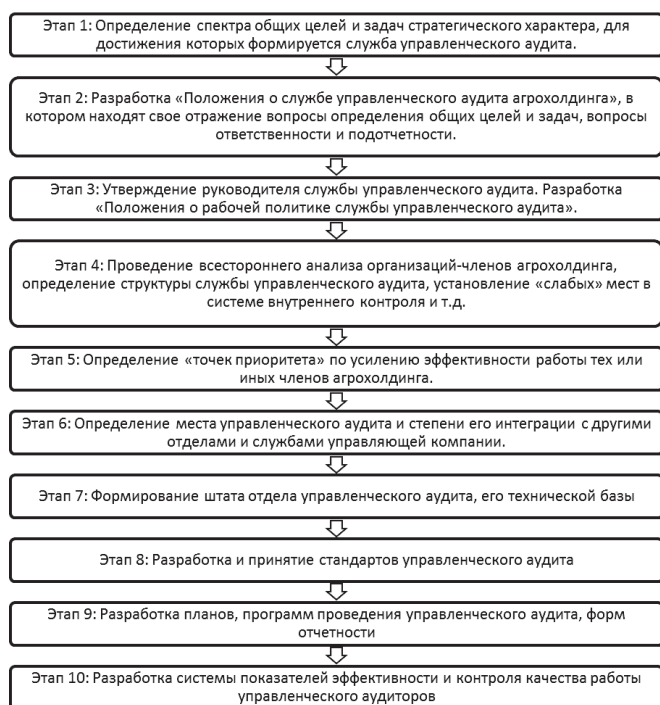 Этап 1: Определение спектра общих целей и задач стратегического характера, для
достижения которых формируется служба управленческого аудита.
Этап 2: Разработка «Положения о службе управленческого аудита агрохолдинга», в
котором находят свое отражение вопросы определения общих целей и задач, вопросы
ответственности и подотчетности.
Этап 3: Утверждение руководителя службы управленческого аудита. Разработка
«Положения о рабочей политике службы управленческого аудита».
Этап 4: Проведение всестороннего анализа организаций-членов агрохолдинга,
определение структуры службы управленческого аудита, установление «слабых» мест в
системе внутреннего контроля и т.д.
Этап 5: Определение «точек приоритета» по усилению эффективности работы тех или
иных членов агрохолдинга.
Этап 6: Определение места управленческого аудита и степени его интеграции с другими
отделами и службами управляющей компании.
Этап 7: Формирование штата отдела управленческого аудита, его технической базы
Этап 8: Разработка и принятие стандартов управленческого аудита
Этап 9: Разработка планов, программ проведения управленческого аудита, форм
отчетности
Этап 10: Разработка системы показателей эффективности и контроля качества работы
управленческого аудиторов